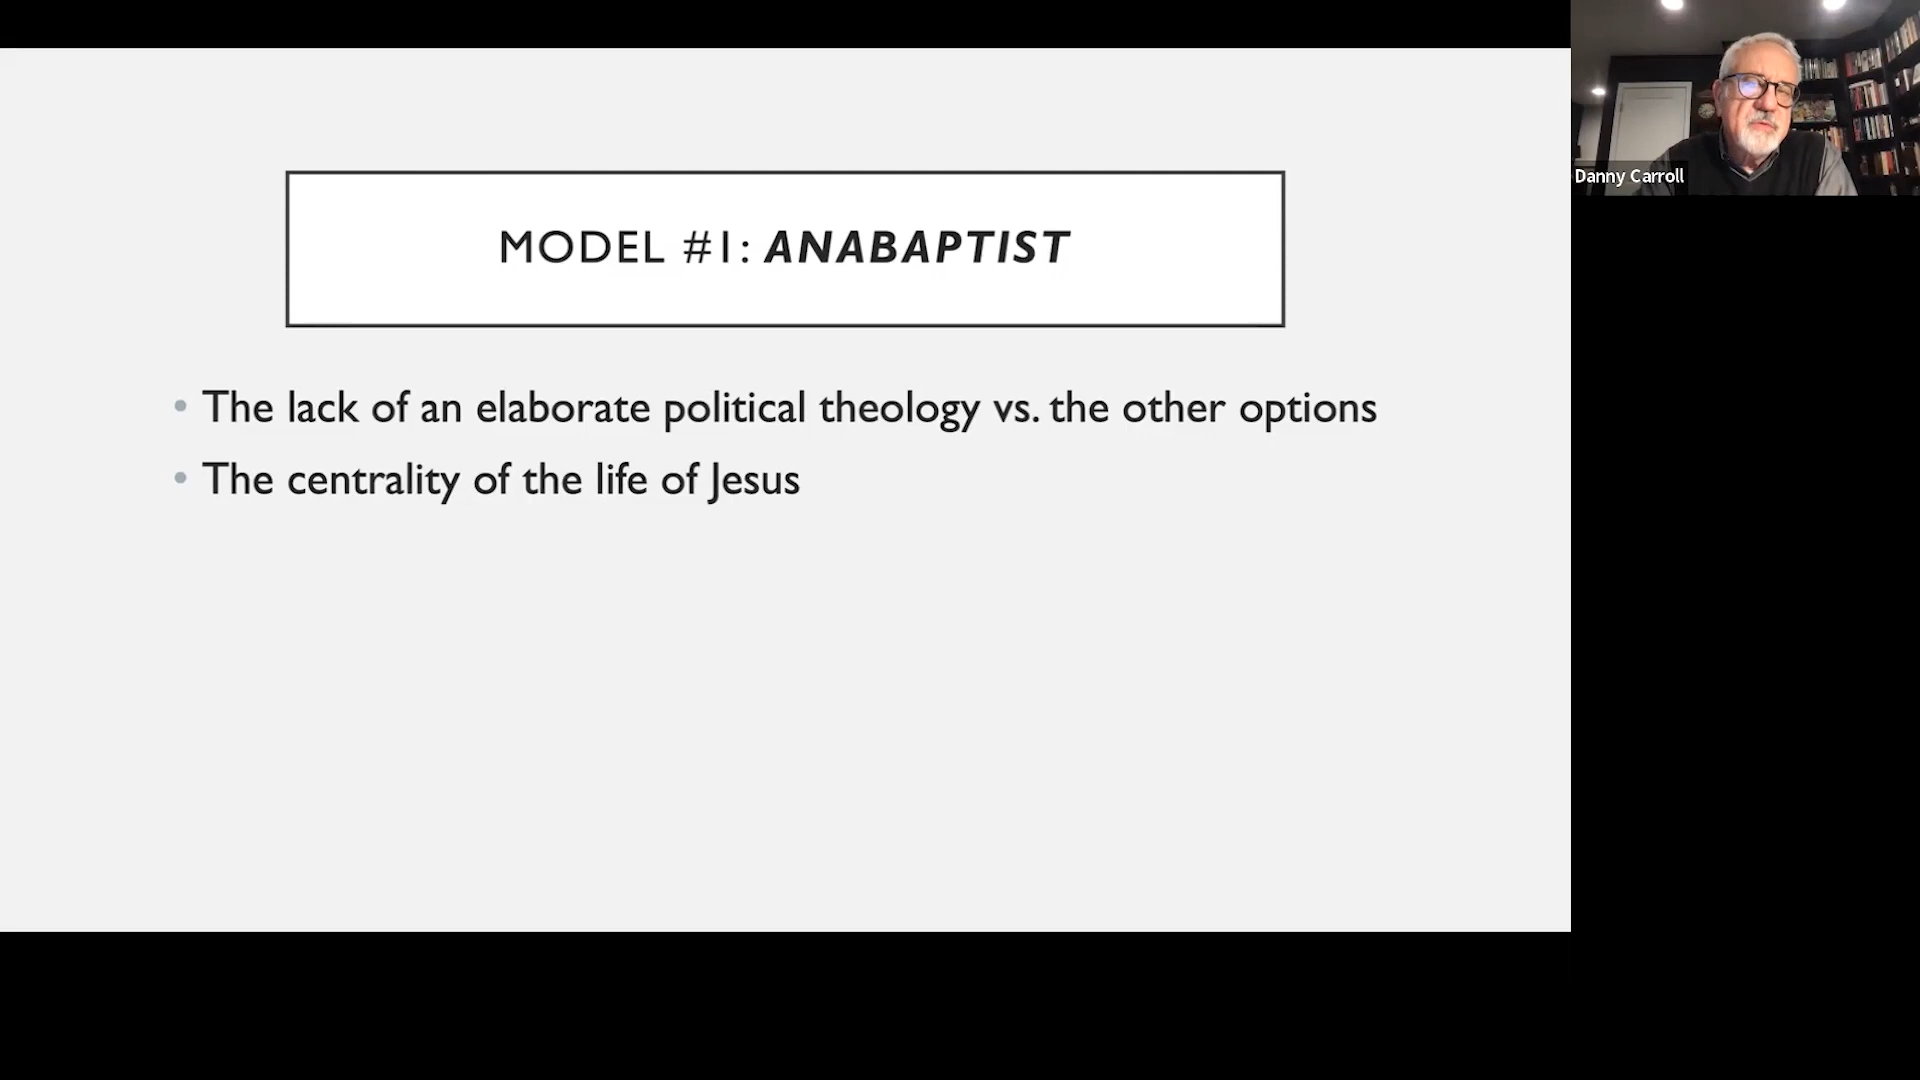 MODEL #1: ANABAPTIST
• The lack of an elaborate political theology vs. the other options
• The centrality of the life of Jesus
Danny Carroll